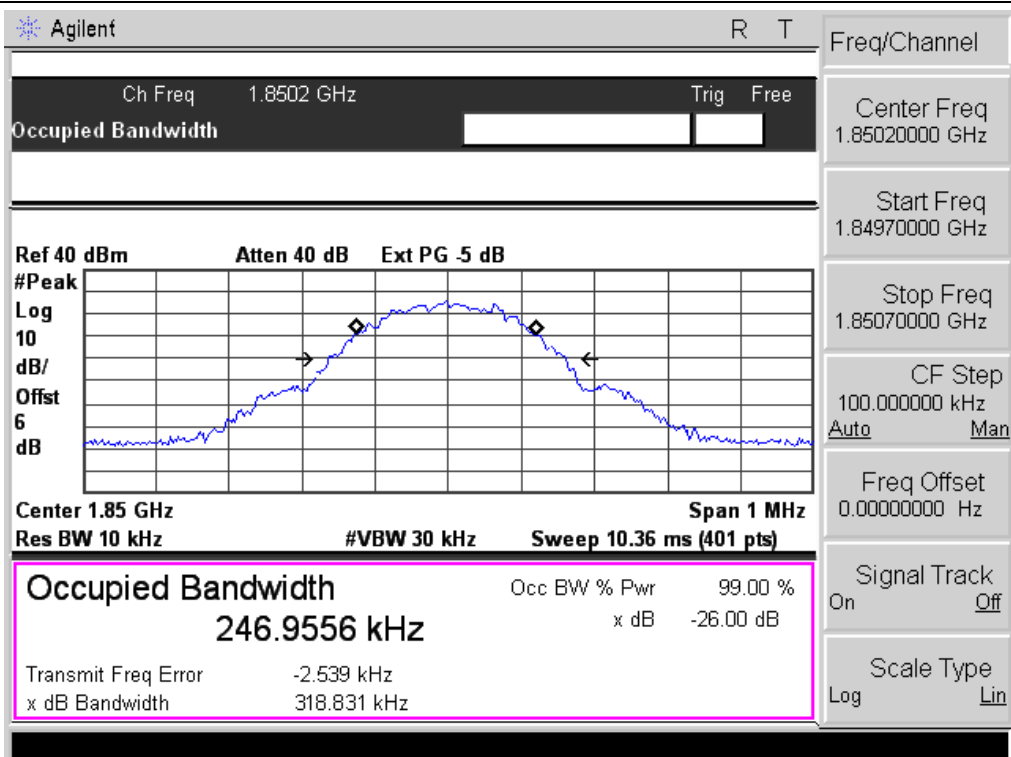 Agilent R T
Ch Freq 1.8502 GHz Trig Free
Occupied Bandwidth
Ref 40 dBm Atten 40 dB Ext PG -5 dB
#Peak
Log
10
dB/
Offst
6
dB
Center 1.85 GHz Span 1 MHz
Res BW 10 kHz #VBW 30 kHz Sweep 10.36 ms (401 pts)
Occupied Bandwidth Occ BW % Pwr 99.00 %
246.9556 kHz x dB -26.00 dB
Transmit Freq Error -2.539 kHz
x dB Bandwidth 318.831 kHz
Freq/Channel
Center Freq
1.85020000 GHz
Start Freq
1.84970000 GHz
Stop Freq
1.85070000 GHz
CF Step
100.000000 kHz
Auto Man
Freq Offset
0.00000000 Hz
Signal Track
On Off
Scale Type
Log Lin